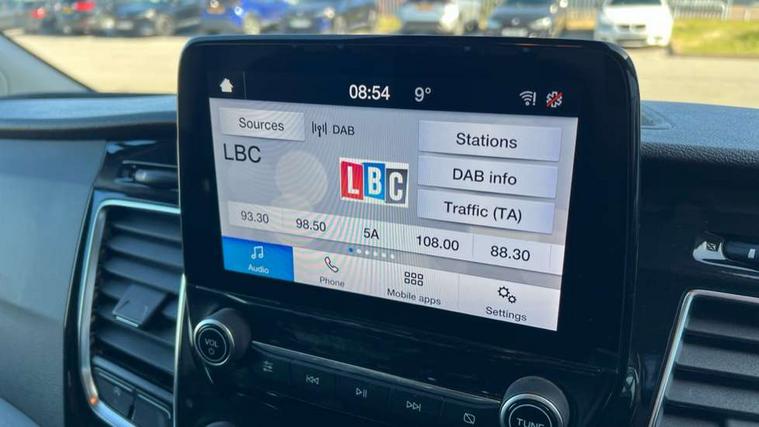 08:54 9°
Sources DAB
LBC
LBC
Stations
DAB info
Traffic (TA)
93.30 98.50 5A 108.00 88.30
Audio Phone Mobile apps Settings
VOL
TUNE